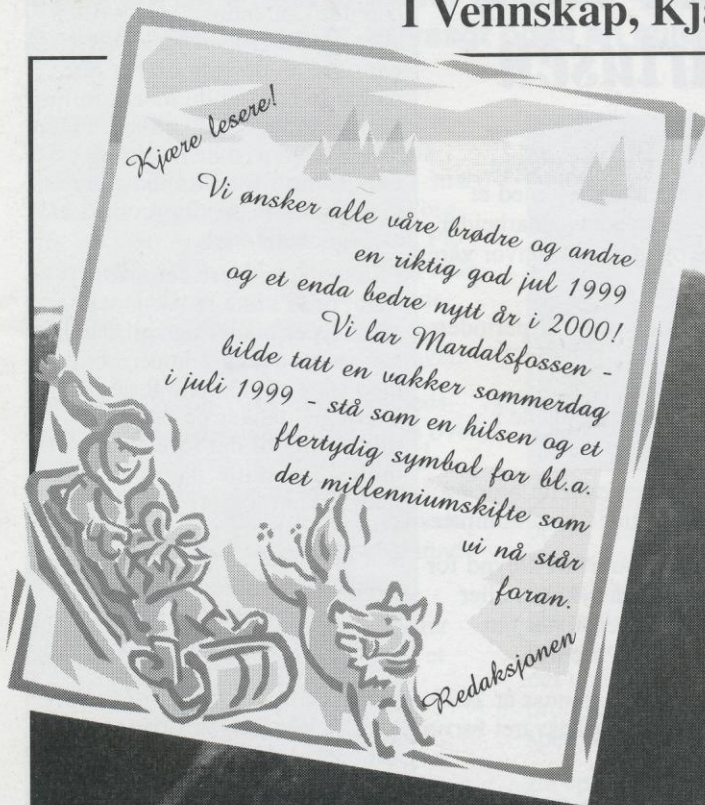 I Vennskap,
Kjære lesere!
Vi ønsker alle våre brødre og andre
en riktig god jul 1999
og et enda bedre nytt år i 2000!
Vi lar Mardalsfossen -
bilde tatt en vakker sommerdag
i juli 1999 - stå som en hilsen og et
flertydig symbol for bl.a.
det millenniumskifte som
vi nå står
foran.
Redaksjonen